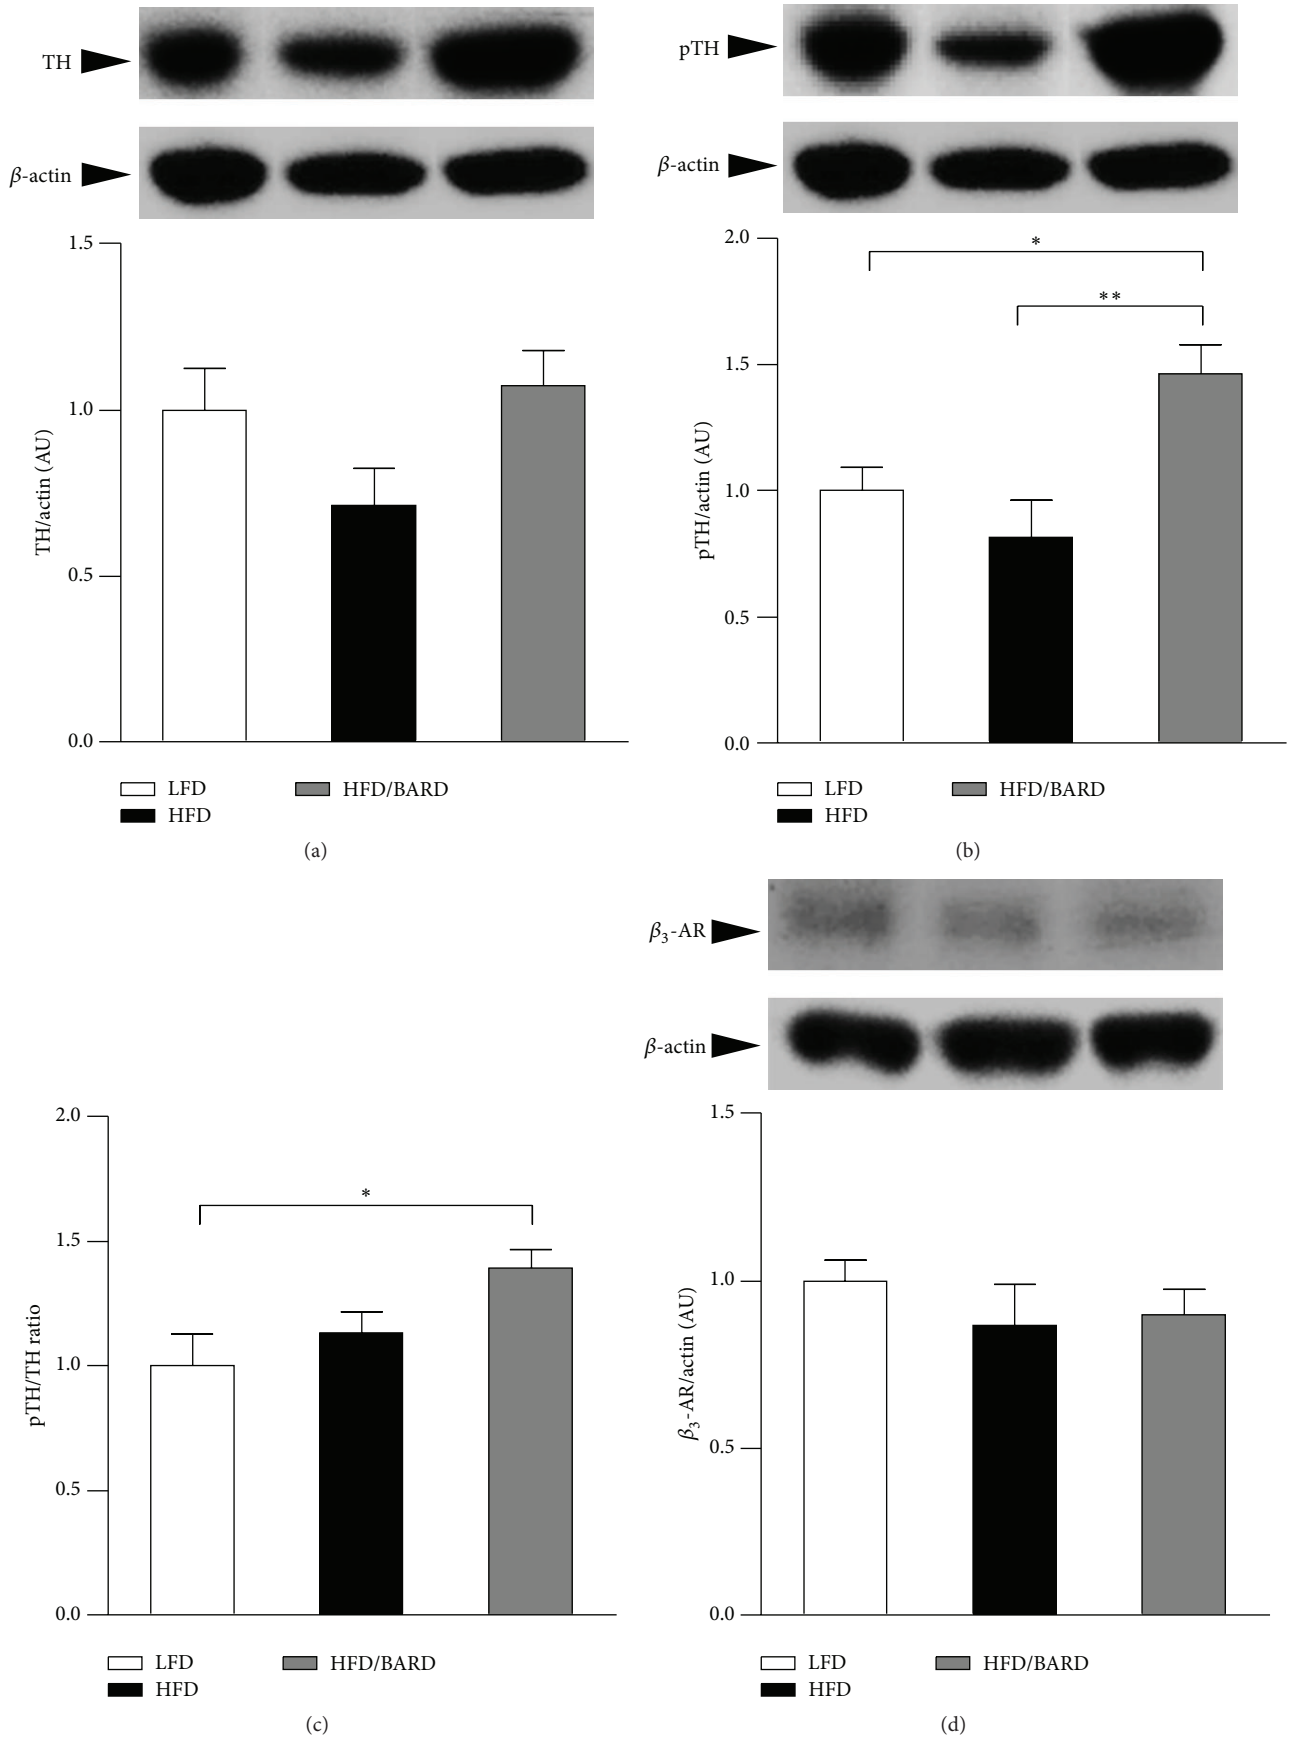 TH
β-actin
1.5
1.0
0.5
0.0
TH/actin (AU)
LFD
HFD
HFD/BARD
(a)
pTH
β-actin
2.0
1.5
1.0
0.5
0.0
pTH/actin (AU)
*
**
LFD
HFD
HFD/BARD
(b)
2.0
1.5
1.0
0.5
0.0
pTH/TH ratio
*
LFD
HFD
HFD/BARD
(c)
β₃-AR
β-actin
1.5
1.0
0.5
0.0
β₃-AR/actin (AU)
LFD
HFD
HFD/BARD
(d)